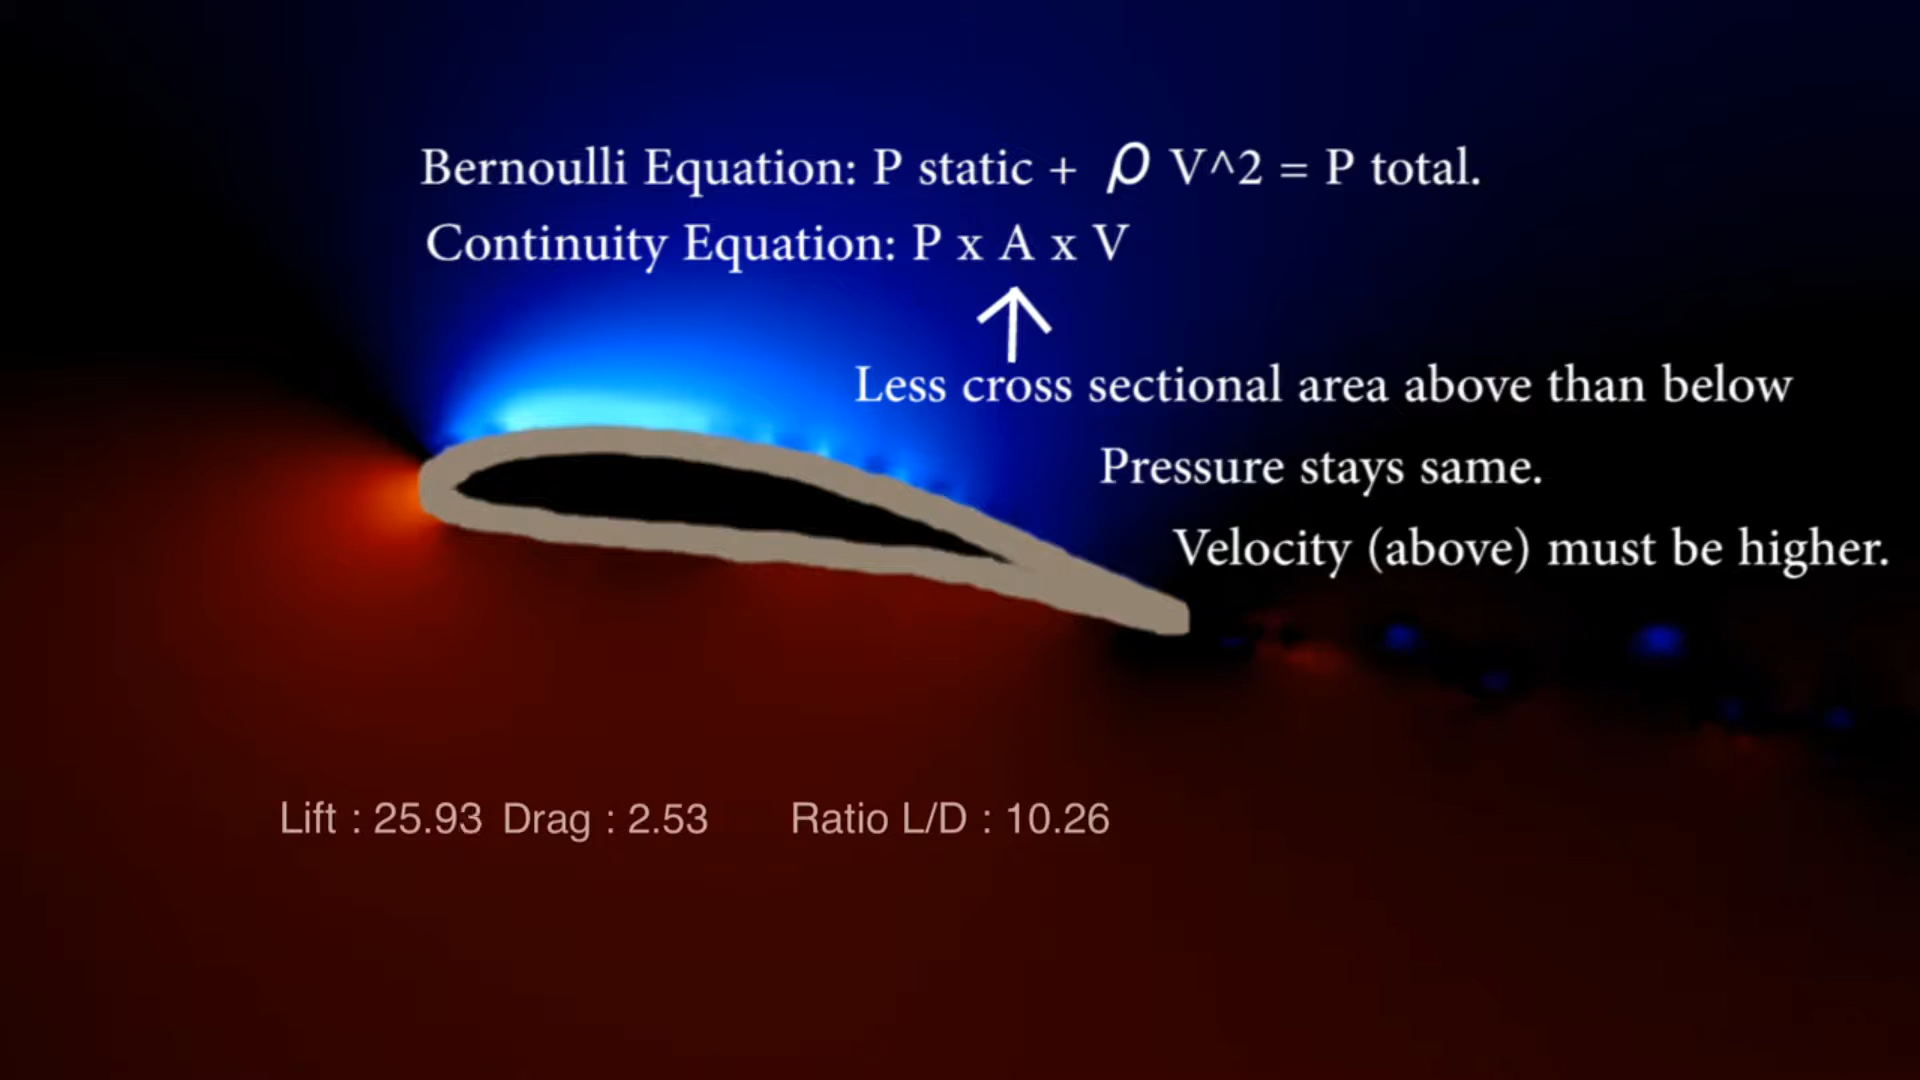 Bernoulli Equation: P static + ρ V^2 = P total.
Continuity Equation: P x A x V
Less cross sectional area above than below
Pressure stays same.
Velocity (above) must be higher.
Lift : 25.93 Drag : 2.53 Ratio L/D : 10.26